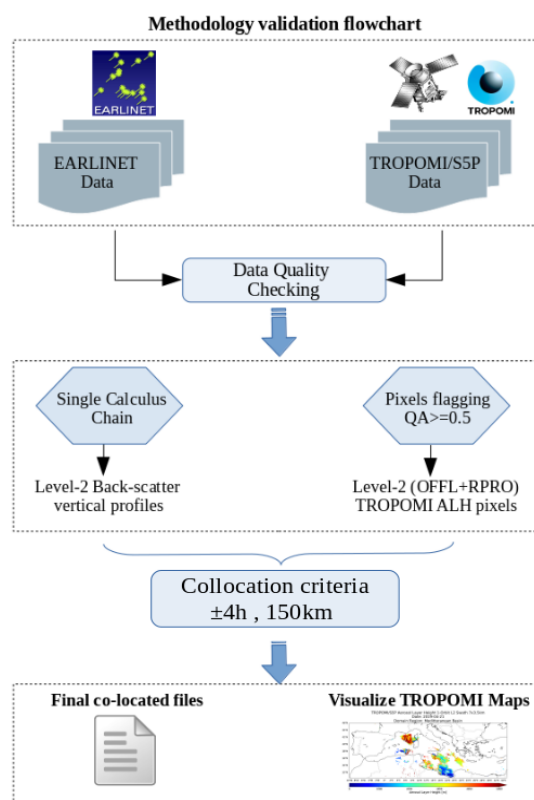 Methodology validation flowchart
EARLINET
TROPOMI
EARLINET
Data
TROPOMI/S5P
Data
Data Quality
Checking
Single Calculus
Chain
Pixels flagging
QA>=0.5
Level-2 Back-scatter
vertical profiles
Level-2 (OFFL+RPRO)
TROPOMI ALH pixels
Collocation criteria
±4h , 150km
Final co-located files
Visualize TROPOMI Maps